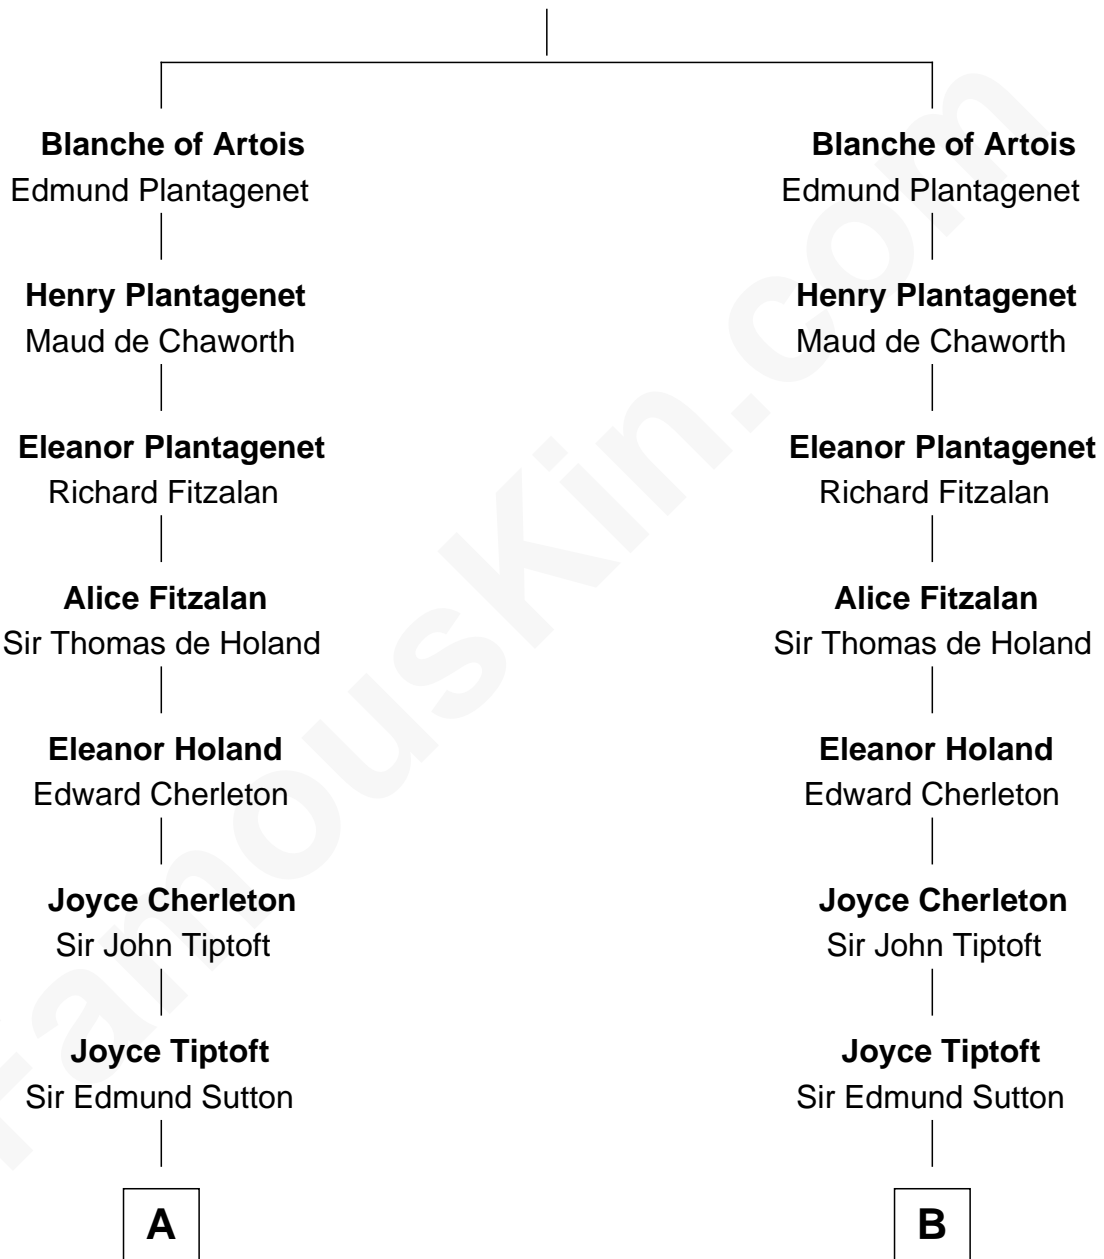 Blanche of Artois
Edmund Plantagenet
Henry Plantagenet
Maud de Chaworth
Eleanor Plantagenet
Richard Fitzalan
Alice Fitzalan
Sir Thomas de Holand
Eleanor Holand
Edward Cherleton
Joyce Cherleton
Sir John Tiptoft
Joyce Tiptoft
Sir Edmund Sutton
A
Blanche of Artois
Edmund Plantagenet
Henry Plantagenet
Maud de Chaworth
Eleanor Plantagenet
Richard Fitzalan
Alice Fitzalan
Sir Thomas de Holand
Eleanor Holand
Edward Cherleton
Joyce Cherleton
Sir John Tiptoft
Joyce Tiptoft
Sir Edmund Sutton
B
FamousKin.com